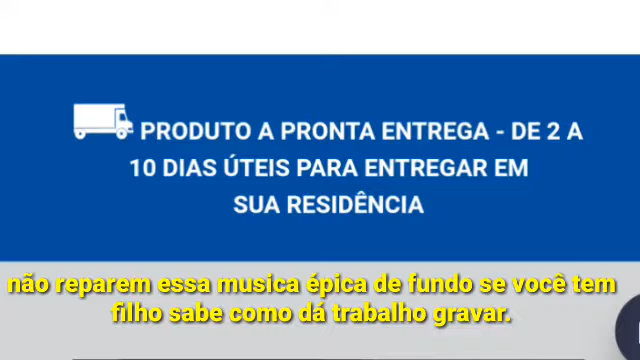 PRODUTO A PRONTA ENTREGA - DE 2 A
10 DIAS ÚTEIS PARA ENTREGAR EM
SUA RESIDÊNCIA
não reparem essa musica épica de fundo se você tem
filho sabe como dá trabalho gravar.